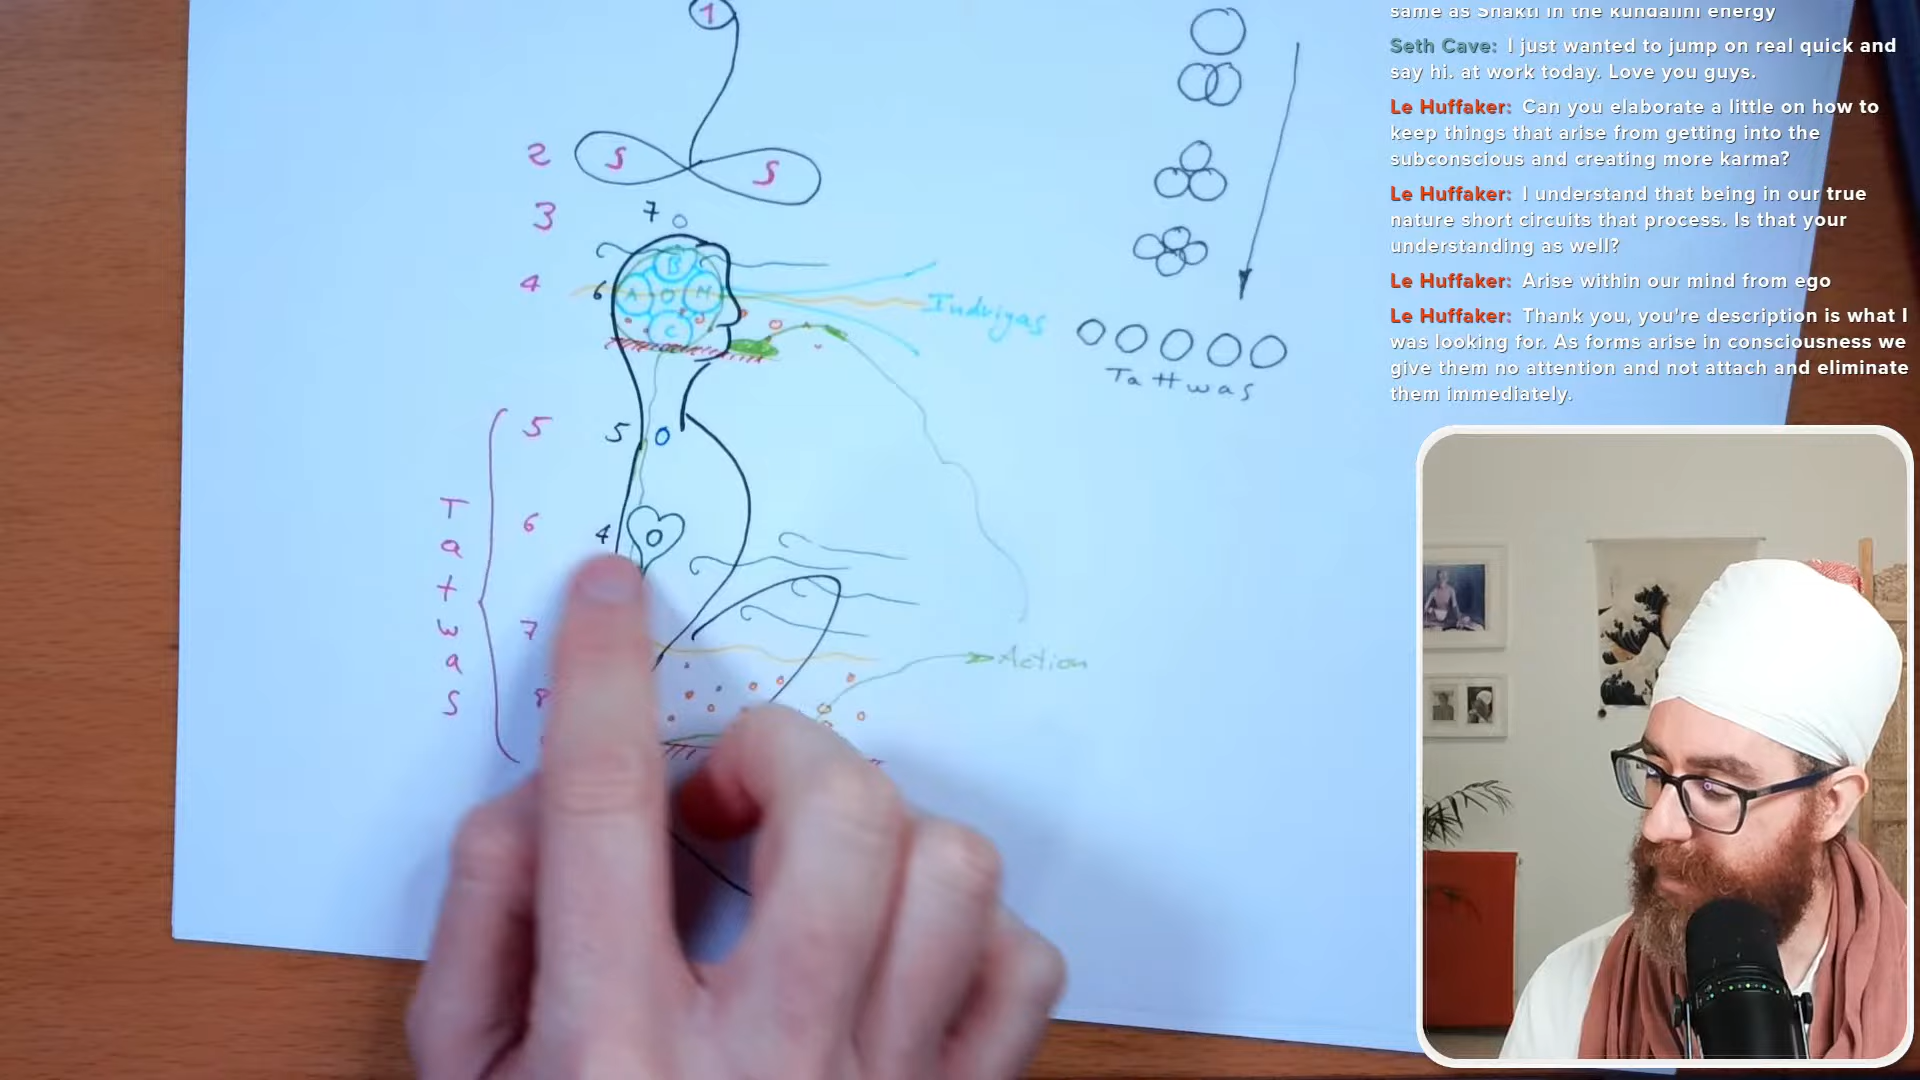 1
2
S S
3
7
4
6
B
A O M
C
Indriyas
Tattwas
5
5
6
4
7
8
Tatwas
Action
same as Shakti in the kundalini energy
Seth Cave: I just wanted to jump on real quick and
say hi. at work today. Love you guys.
Le Huffaker: Can you elaborate a little on how to
keep things that arise from getting into the
subconscious and creating more karma?
Le Huffaker: I understand that being in our true
nature short circuits that process. Is that your
understanding as well?
Le Huffaker: Arise within our mind from ego
Le Huffaker: Thank you, you're description is what I
was looking for. As forms arise in consciousness we
give them no attention and not attach and eliminate
them immediately.